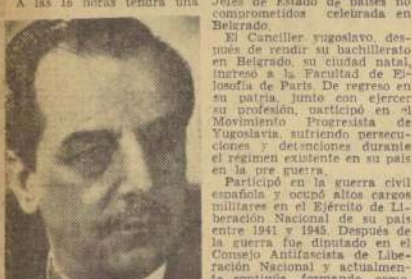 A las 18 horas tendrá una
Jefes de Estado de países no
comprometidos celebrada en
Belgrado.
El Canciller yugoslavo, des-
pués de rendir su bachillerato
en Belgrado, su ciudad natal,
ingresó a la Facultad de Fi-
losofía de París. De regreso en
su patria, junto con ejercer
su profesión, participó en el
Movimiento Progresista de
Yugoslavia, sufriendo persecu-
ciones y detenciones durante
el régimen existente en su país
en la pre guerra.
Participó en la guerra civil
española y ocupó altos cargos
militares en el Ejército de Li-
beración Nacional de su país
entre 1941 y 1945. Después de
la guerra fue diputado en el
Consejo Antifascista de Libe-
ración Nacional y actualmen-
te continúa formando